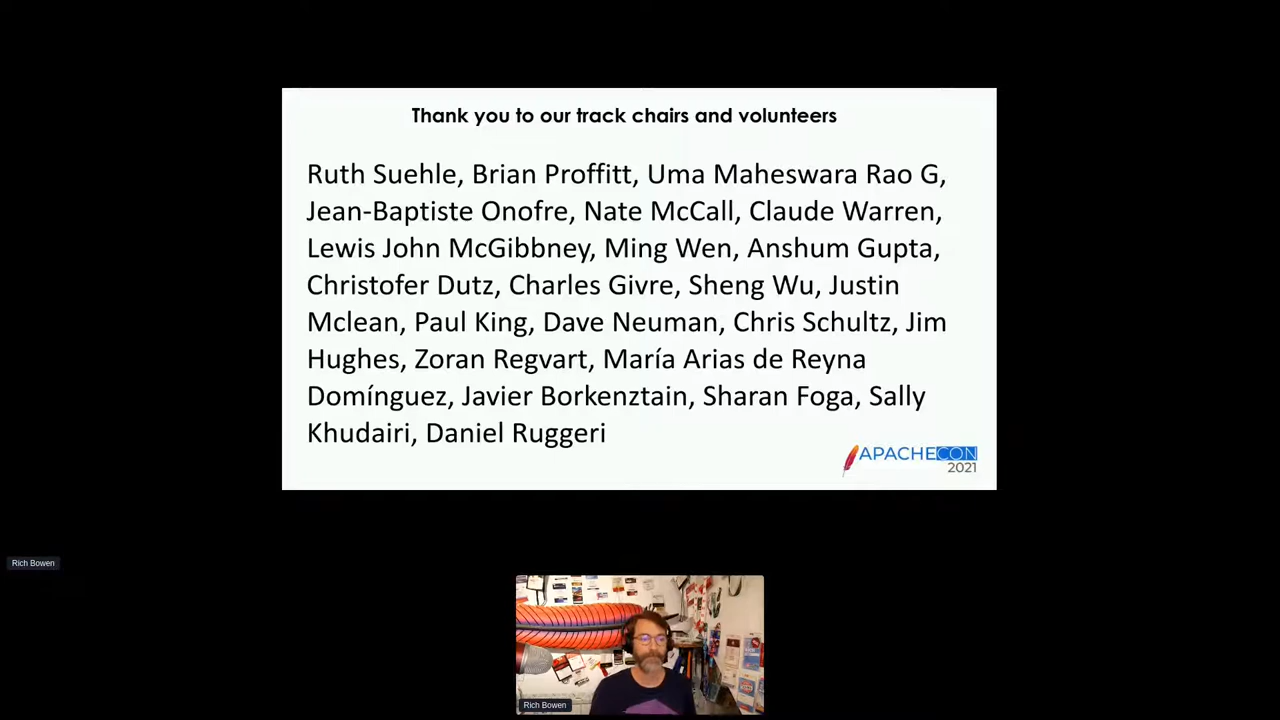 Thank you to our track chairs and volunteers
Ruth Suehle, Brian Proffitt, Uma Maheswara Rao G,
Jean-Baptiste Onofre, Nate McCall, Claude Warren,
Lewis John McGibbney, Ming Wen, Anshum Gupta,
Christofer Dutz, Charles Givre, Sheng Wu, Justin
Mclean, Paul King, Dave Neuman, Chris Schultz, Jim
Hughes, Zoran Regvart, María Arias de Reyna
Domínguez, Javier Borkenztain, Sharan Foga, Sally
Khudairi, Daniel Ruggeri
APACHECON
2021
Rich Bowen
Rich Bowen